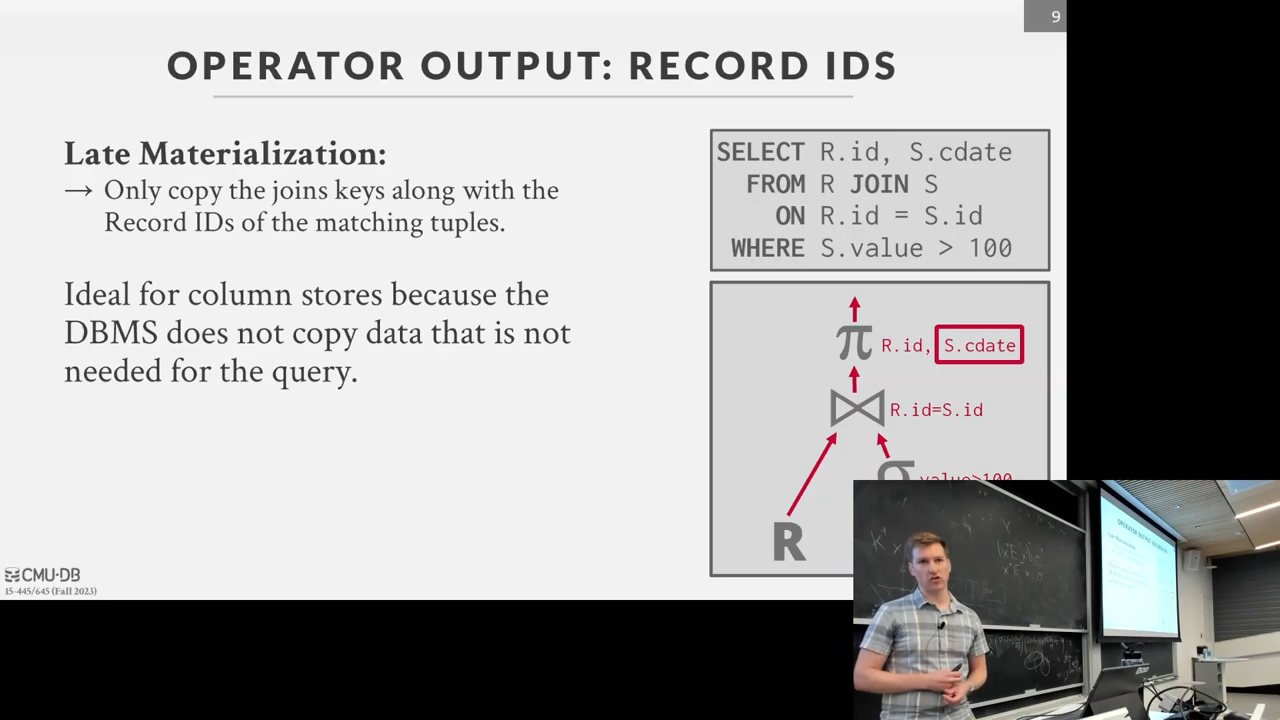 9
OPERATOR OUTPUT: RECORD IDS
Late Materialization:
→ Only copy the joins keys along with the
Record IDs of the matching tuples.
Ideal for column stores because the
DBMS does not copy data that is not
needed for the query.
SELECT R.id, S.cdate
FROM R JOIN S
ON R.id = S.id
WHERE S.value > 100
π R.id, S.cdate
⋈ R.id=S.id
σ value>100
R
CMU·DB
15-445/645 (Fall 2023)